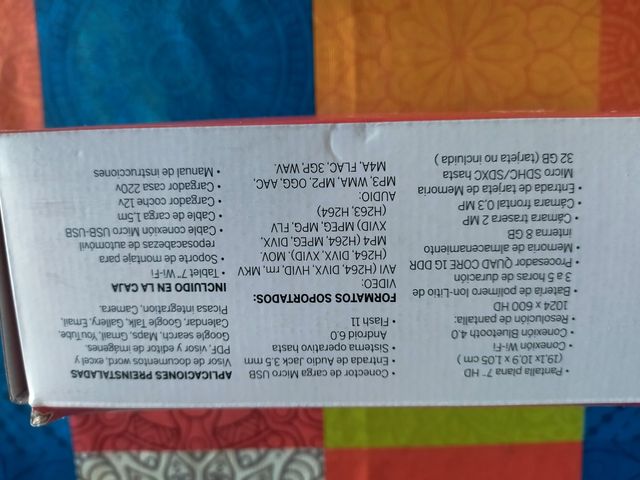 • Pantalla plana 7" HD
(19.1x 10.9 x 1.05 cm )
• Conexión Wi-Fi
• Conexión Bluetooth 4.0
• Resolución de pantalla:
1024 x 600 HD
• Batería de polímero Ion-Litio de
3 a 5 horas de duración
• Procesador QUAD CORE 1G DDR
• Memoria de almacenamiento
interna 8 GB
• Cámara trasera 2 MP
• Cámara frontal 0,3 MP
• Entrada de tarjeta de Memoria
Micro SDHC/SDXC hasta
32 GB (tarjeta no incluida )
• Conector de carga Micro USB
• Entrada de Audio Jack 3.5 mm
• Sistema operativo hasta
Android 6.0
• Flash 11
FORMATOS SOPORTADOS:
VIDEO:
AVI (H264, DIVX, HVID, rm, MKV
(H264, DIVX, XVID), MOV,
MP4 (H264, MPEG, DIVX,
XVID) MPEG, MPG, FLV
(H263, H264)
AUDIO:
MP3, WMA, MP2, OGG, AAC,
M4A, FLAC, 3GP, WAV.
APLICACIONES PREINSTALADAS
Visor de documentos word, excel y
PDF, visor y editor de imágenes.
Google search, Maps, Gmail, YouTube,
Calendar, Google Talk, Gallery, Email,
Picasa integration, Camera.
INCLUIDO EN LA CAJA
• Tablet 7" Wi-Fi
• Soporte para montaje para
reposacabezas de automóvil
• Cable conexión Micro USB-USB
• Cable de carga 1,5m
• Cargador coche 12v
• Cargador casa 220v
• Manual de instrucciones